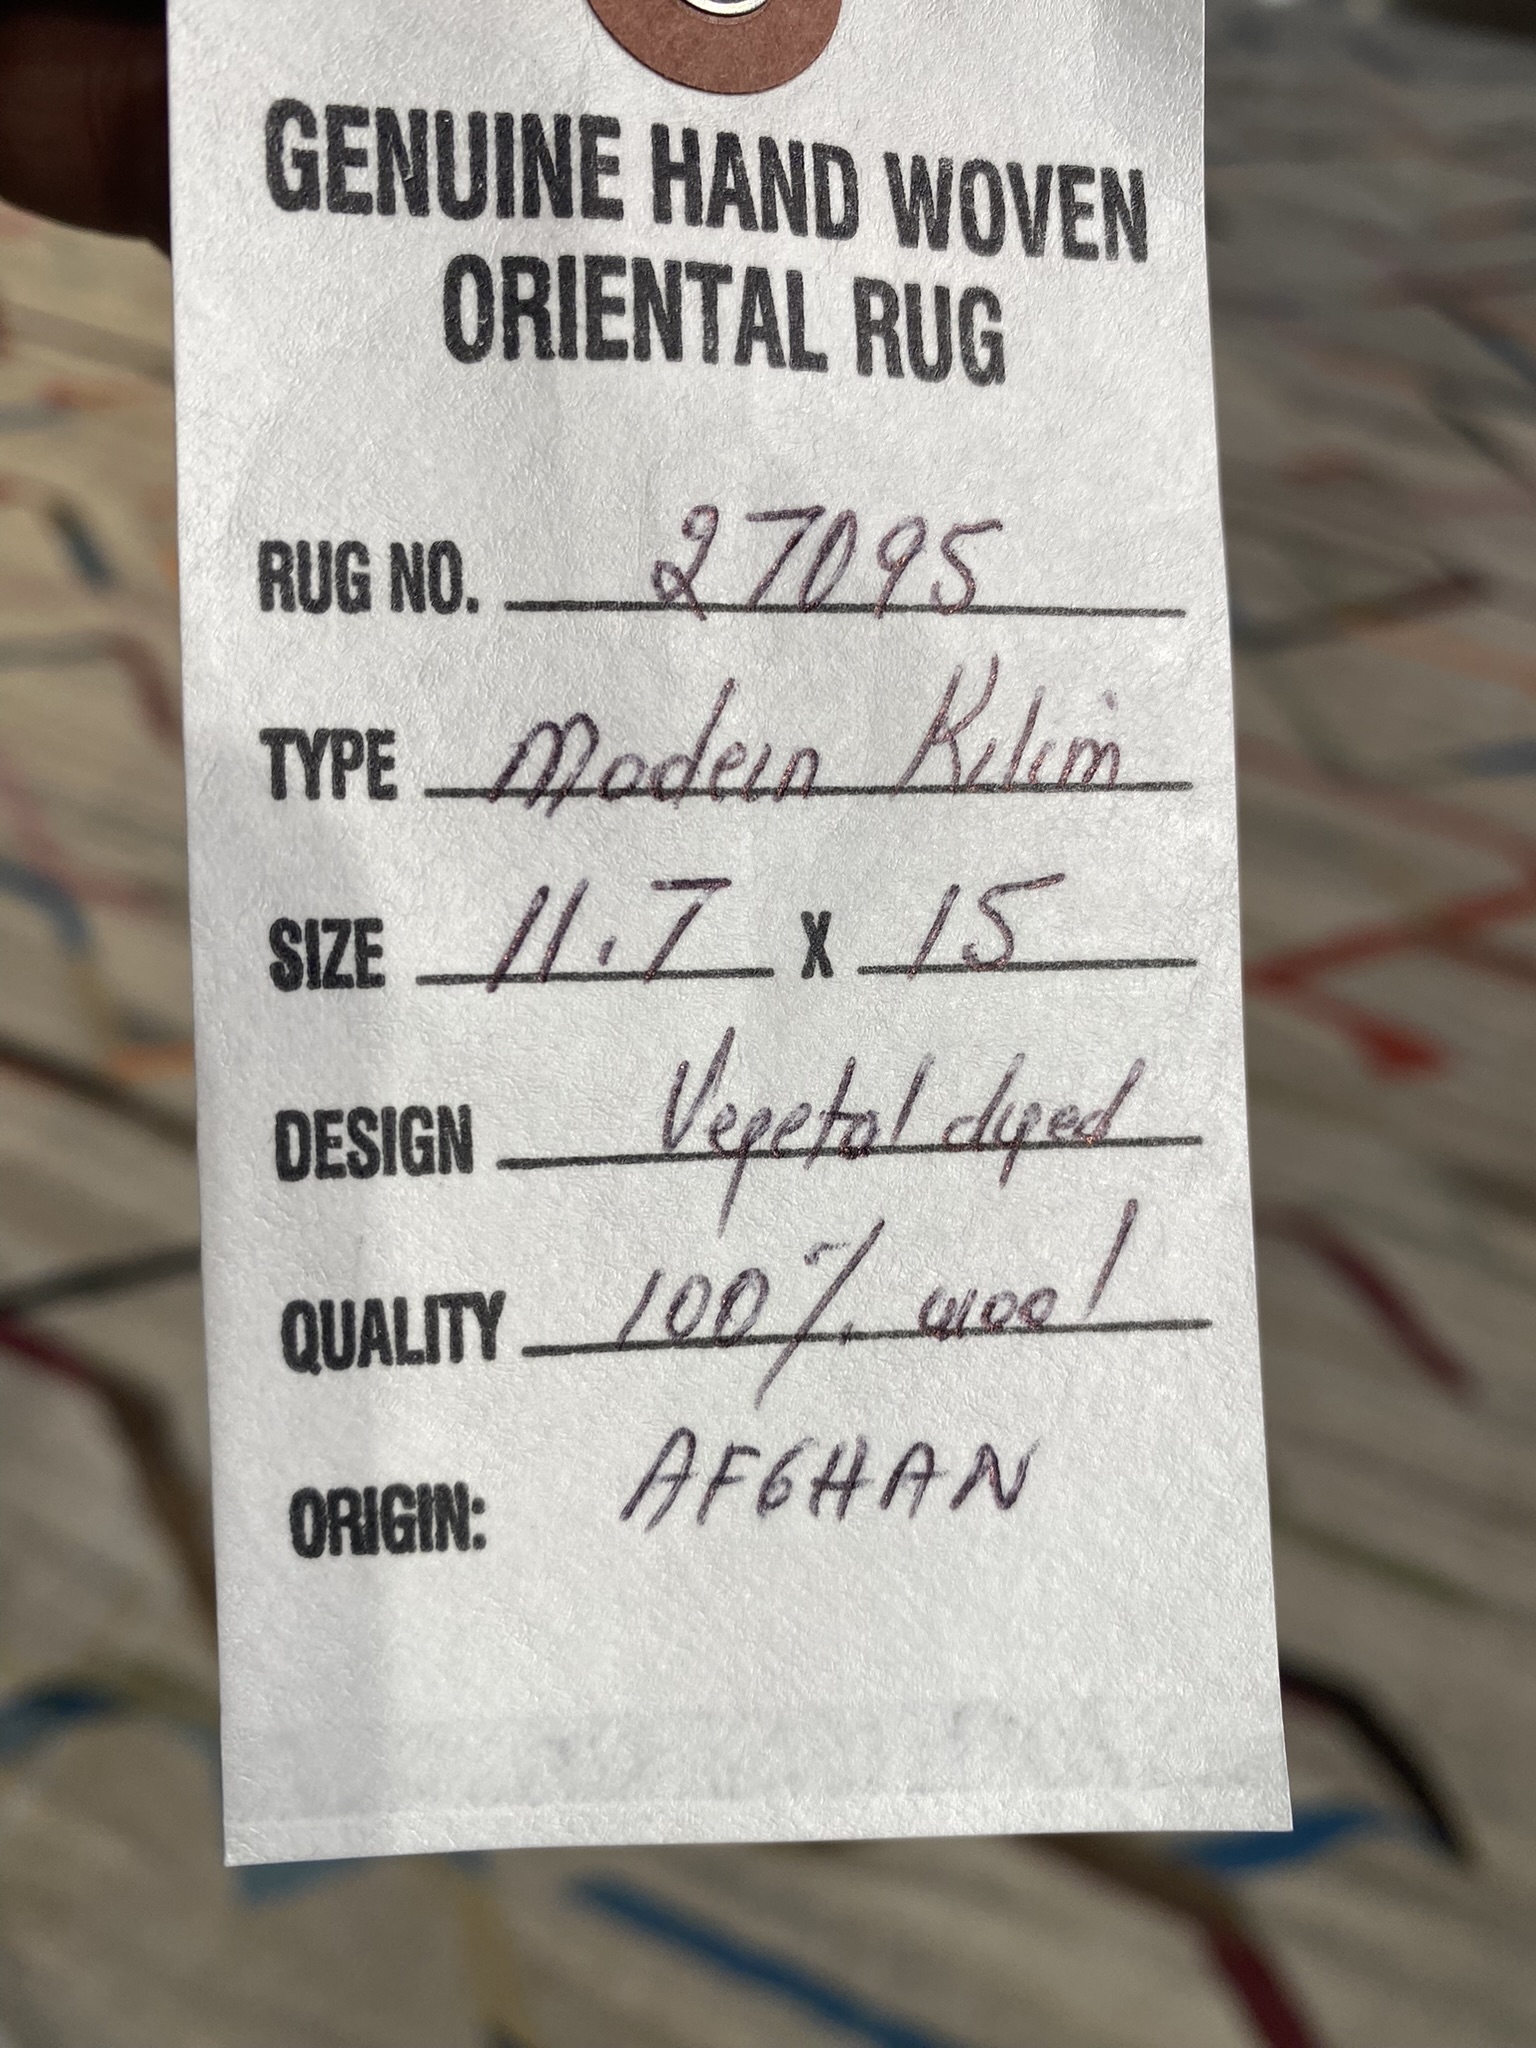 GENUINE HAND WOVEN
ORIENTAL RUG
RUG NO. 27095
TYPE Modern Kilim
SIZE 11.7 X 15
DESIGN Vegetal dyed
QUALITY 100% wool
ORIGIN: AFGHAN